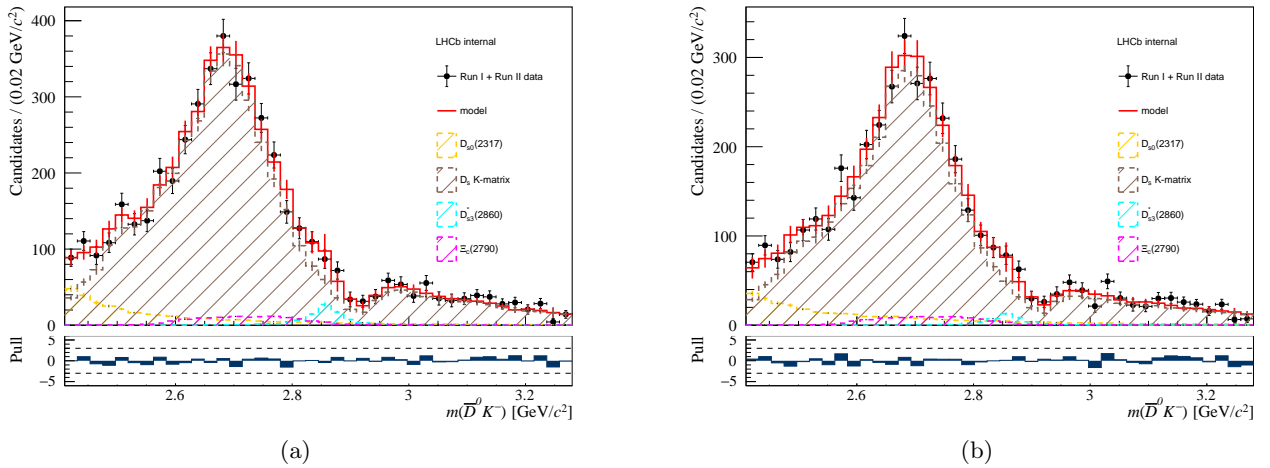 Candidates / (0.02 GeV/c²)
400
300
200
100
0
LHCb internal
Run I + Run II data
model
D_s0(2317)
D_s K-matrix
D*_s3(2860)
Ξ_c(2790)
Pull
5
0
−5
2.6
2.8
3
3.2
m(D̅⁰K⁻) [GeV/c²]
(a)
Candidates / (0.02 GeV/c²)
300
200
100
0
LHCb internal
Run I + Run II data
model
D_s0(2317)
D_s K-matrix
D*_s3(2860)
Ξ_c(2790)
Pull
5
0
−5
2.6
2.8
3
3.2
m(D̅⁰K⁻) [GeV/c²]
(b)